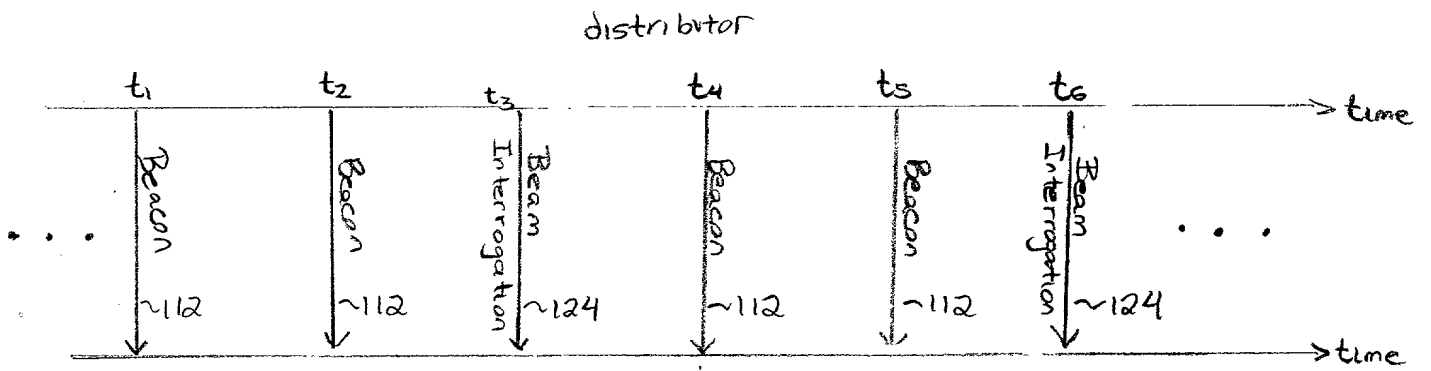 distributor
t₁ t₂ t₃ t₄ t₅ t₆
time
Beacon Beacon Beam Interrogation Beacon Beacon Beam Interrogation
~112 ~112 ~124 ~112 ~112 ~124
time